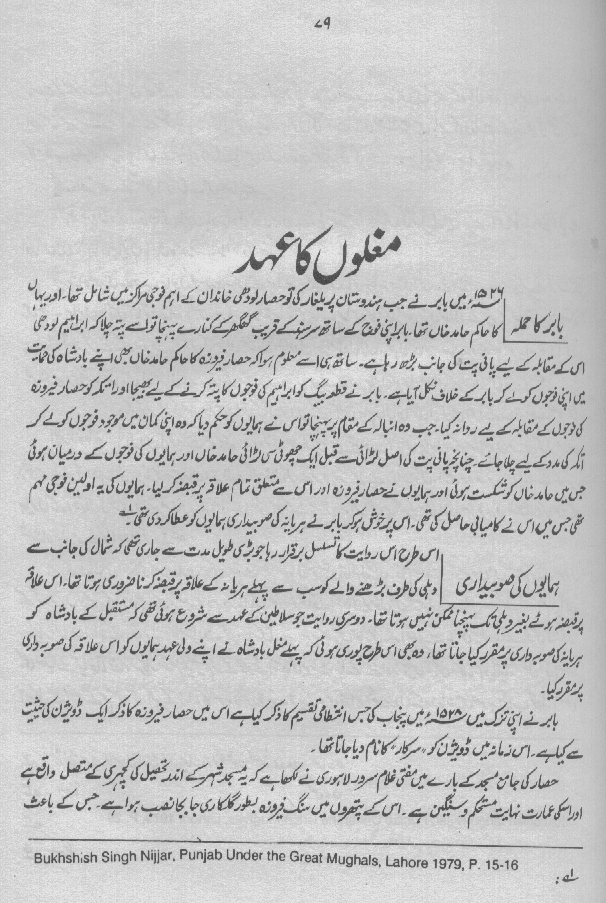 ۷۹
مغلوں کا عہد
بابر کا حملہ
۱۵۲۶ء میں بابر نے جب ہندوستان پر یلغار کی تو حصار لودھی خاندان کے اہم فوجی مراکز میں شامل تھا۔ اور یہاں
کا حاکم حامد خاں تھا۔ بابر اپنی فوج کے ساتھ سرہند کے قریب گھگھر کے کنارے پہنچا تو اسے پتہ چلا کہ ابراہیم لودھی
اس کے مقابلہ کے لیے پانی پت کی جانب بڑھ رہا ہے۔ ساتھ ہی اسے معلوم ہوا کہ حصار فیروزہ کا حاکم حامد خاں بھی اپنے بادشاہ کی حمایت
میں اپنی فوجوں کو لے کر بابر کے خلاف نکل آیا ہے۔ بابر نے قطہ بیگ کو ابراہیم کی فوجوں کا پتہ کرنے کے لیے بھیجا اور اتیکہ کو حصار فیروزہ
کی فوجوں کے مقابلہ کے لیے روانہ کیا۔ جب وہ انبالہ کے مقام پر پہنچا تو اس نے ہمایوں کو حکم دیا کہ وہ اپنی کمان میں موجود فوجوں کو لے کر
اتکہ کی مدد کے لیے چلا جائے۔ چنانچہ پانی پت کی اصل لڑائی سے قبل ایک چھوٹی سی لڑائی حامد خاں اور ہمایوں کی فوجوں کے درمیان ہوئی
جس میں حامد خاں کو شکست ہوئی اور ہمایوں نے حصار فیروزہ اور اس سے متعلق تمام علاقہ پر قبضہ کر لیا۔ ہمایوں کی یہ اولین فوجی مہم
تھی جس میں اس نے کامیابی حاصل کی تھی۔ اس پر خوش ہو کر بابر نے ہریانہ کی صوبیداری ہمایوں کو عطا کر دی تھی۔ ؎۱
ہمایوں کی صوبیداری
اس طرح اس روایت کا تسلسل برقرار رہا جو بڑی طویل مدت سے جاری تھی کہ شمال کی جانب سے
دہلی کی طرف بڑھنے والے کو سب سے پہلے ہریانہ کے علاقہ پر قبضہ کرنا ضروری ہوتا تھا۔ اس علاقہ
پر قبضہ ہوئے بغیر دہلی تک پہنچنا ممکن نہیں ہوتا تھا۔ دوسری روایت جو سلاطین کے عہد سے شروع ہوئی تھی کہ مستقبل کے بادشاہ کو
ہریانہ کی صوبہ داری پر مقرر کیا جاتا تھا، وہ بھی اس طرح پوری ہوئی کہ پہلے مغل بادشاہ نے اپنے ولی عہد ہمایوں کو اس علاقہ کی صوبہ داری
پر مقرر کیا۔
بابر نے اپنی تزک میں ۱۵۲۸ء میں پنجاب کی جس انتظامی تقسیم کا ذکر کیا ہے اس میں حصار فیروزہ کا ذکر ایک ڈویژن کی حیثیت
سے کیا ہے۔ اس زمانہ میں ڈویژن کو "سرکار" کا نام دیا جاتا تھا۔
حصار کی جامع مسجد کے بارے میں مفتی غلام سرور لاہوری نے لکھا ہے کہ یہ مسجد شہر کے اندر تحصیل کی کچہری کے متصل واقع ہے
اور اسکی عمارت نہایت مستحکم و سنگین ہے۔ اس کے پتھروں میں سنگ فیروزہ بطور گلکاری جابجا نصب ہوا ہے۔ جس کے باعث
؎۱ : Bukhshish Singh Nijjar, Punjab Under the Great Mughals, Lahore 1979, P. 15-16